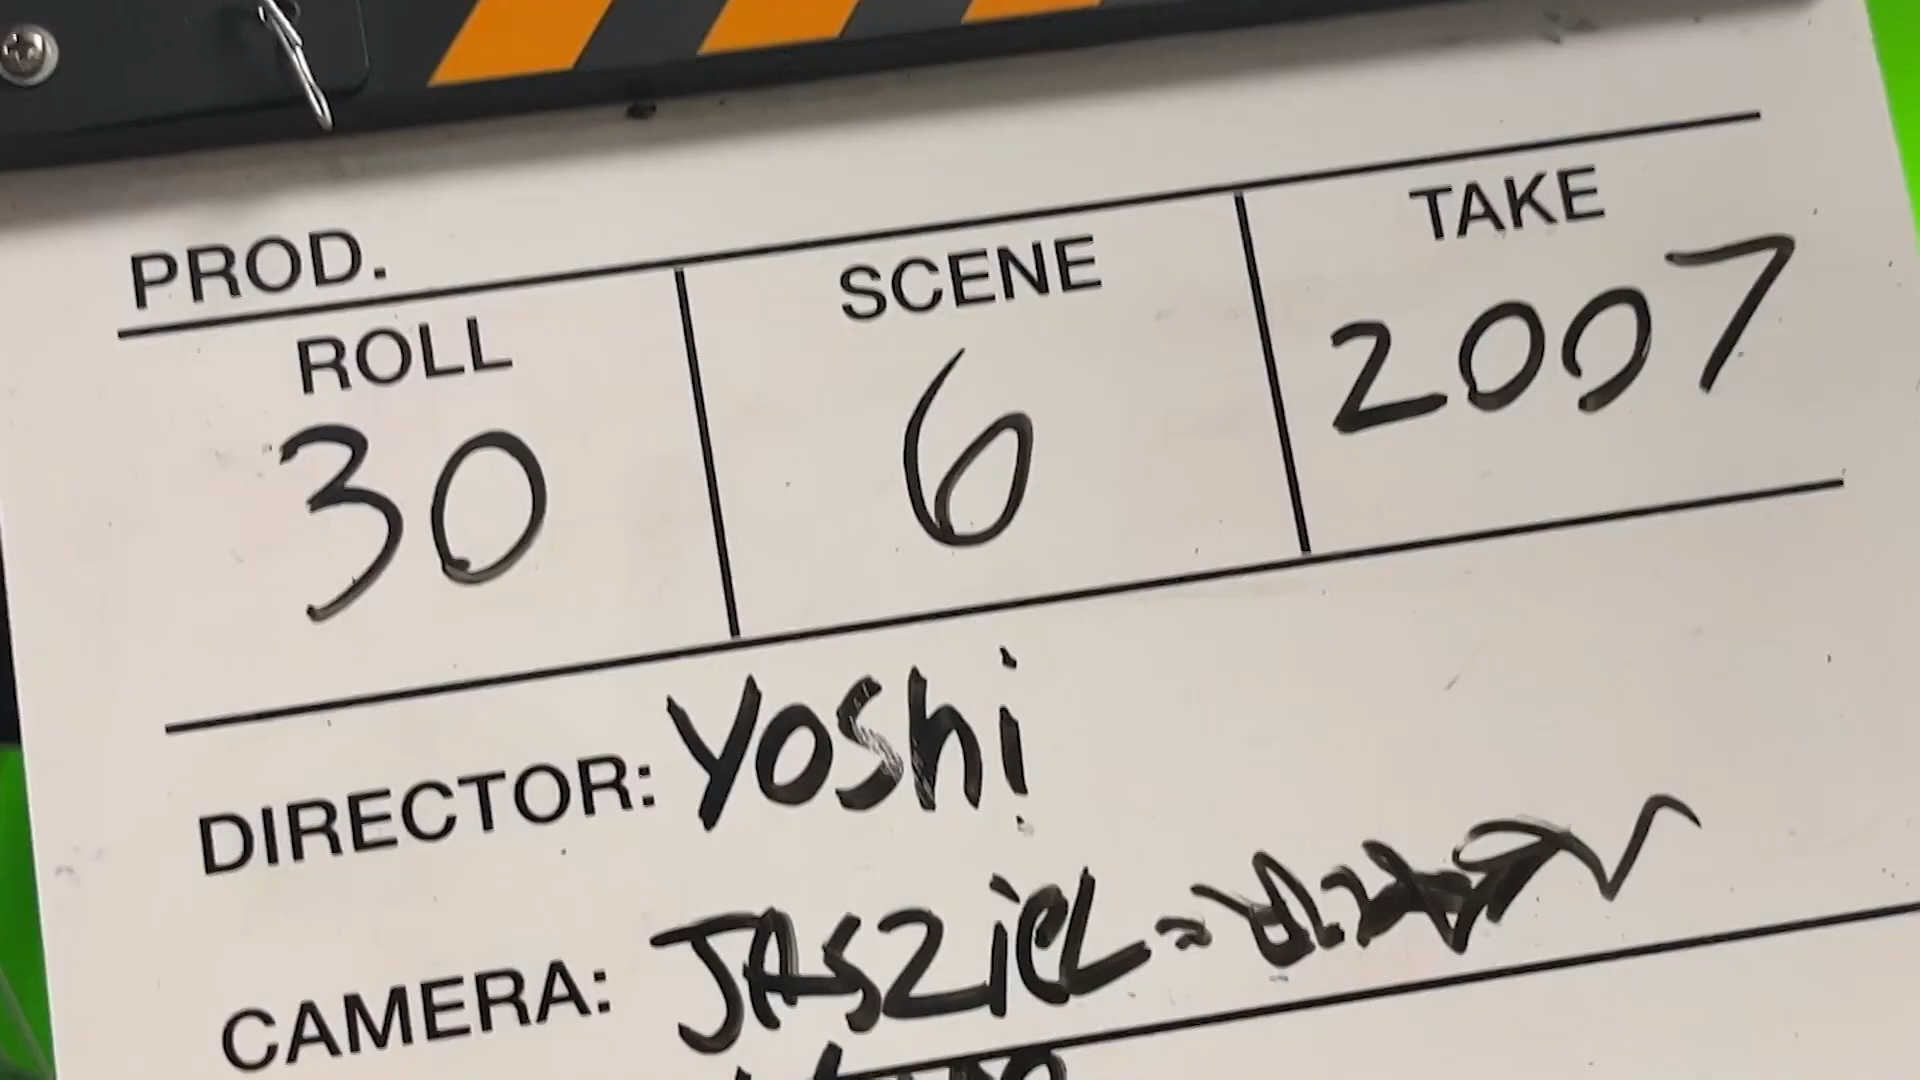 PROD.
ROLL SCENE TAKE
30 6 2007
DIRECTOR: Yoshi
CAMERA: JASZiEL